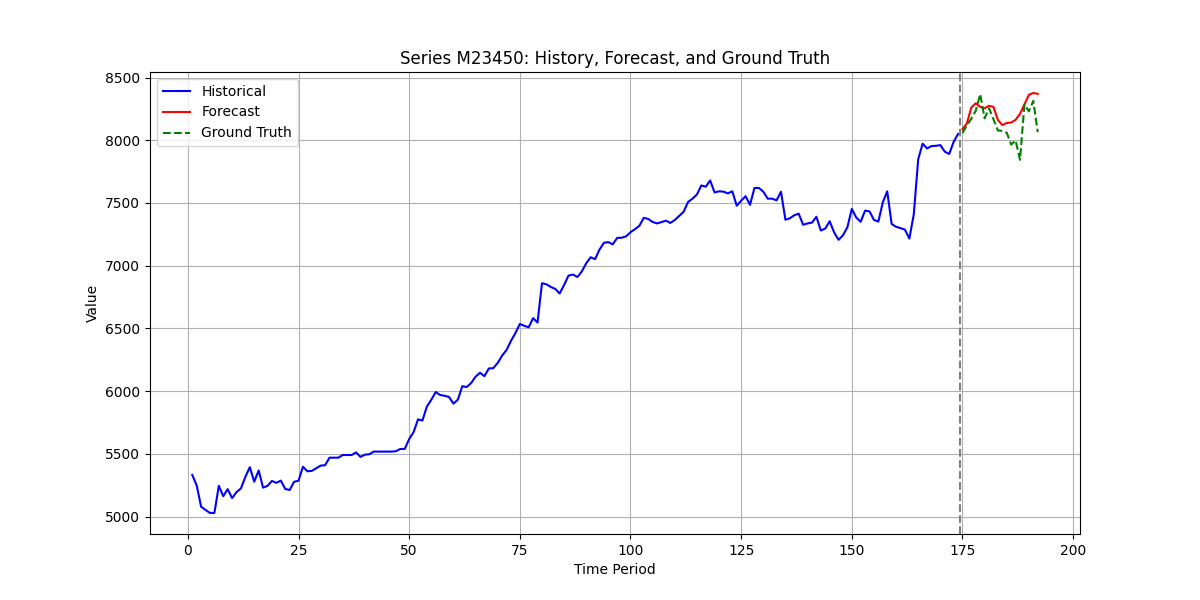 Series M23450: History, Forecast, and Ground Truth
Historical
Forecast
Ground Truth
8500
8000
7500
7000
6500
6000
5500
5000
Value
0 25 50 75 100 125 150 175 200
Time Period